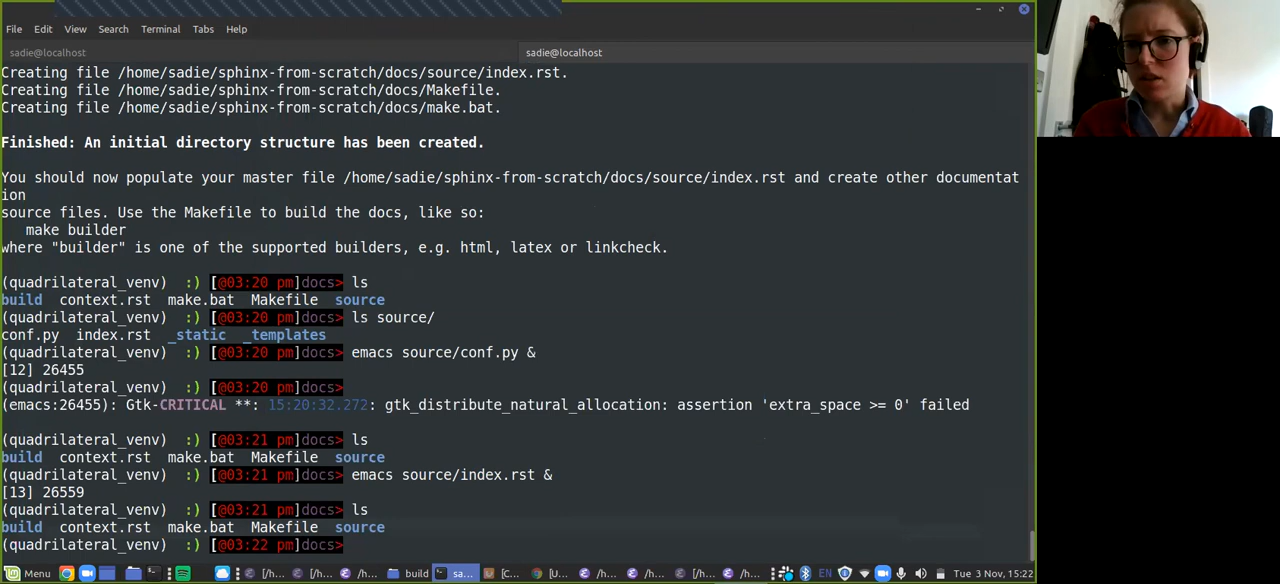 File Edit View Search Terminal Tabs Help
sadie@localhost sadie@localhost
Creating file /home/sadie/sphinx-from-scratch/docs/source/index.rst.
Creating file /home/sadie/sphinx-from-scratch/docs/Makefile.
Creating file /home/sadie/sphinx-from-scratch/docs/make.bat.
Finished: An initial directory structure has been created.
You should now populate your master file /home/sadie/sphinx-from-scratch/docs/source/index.rst and create other documentat
ion
source files. Use the Makefile to build the docs, like so:
make builder
where "builder" is one of the supported builders, e.g. html, latex or linkcheck.
(quadrilateral_venv) :) [@03:20 pm]docs> ls
build context.rst make.bat Makefile source
(quadrilateral_venv) :) [@03:20 pm]docs> ls source/
conf.py index.rst _static _templates
(quadrilateral_venv) :) [@03:20 pm]docs> emacs source/conf.py &
[12] 26455
(quadrilateral_venv) :) [@03:20 pm]docs>
(emacs:26455): Gtk-CRITICAL **: 15:20:32.272: gtk_distribute_natural_allocation: assertion 'extra_space >= 0' failed
(quadrilateral_venv) :) [@03:21 pm]docs> ls
build context.rst make.bat Makefile source
(quadrilateral_venv) :) [@03:21 pm]docs> emacs source/index.rst &
[13] 26559
(quadrilateral_venv) :) [@03:21 pm]docs> ls
build context.rst make.bat Makefile source
(quadrilateral_venv) :) [@03:22 pm]docs>
Menu [/h... [/h... [/h... build sa... [C... [U... /h... [/h... [/h... /h... EN Tue 3 Nov, 15:22